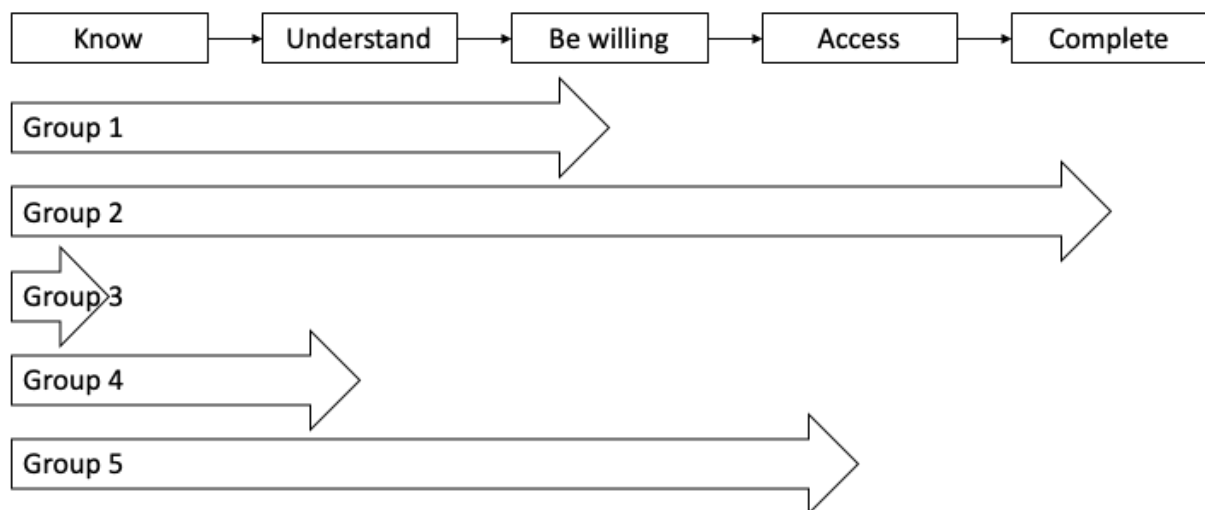 Know
Understand
Be willing
Access
Complete
Group 1
Group 2
Group 3
Group 4
Group 5